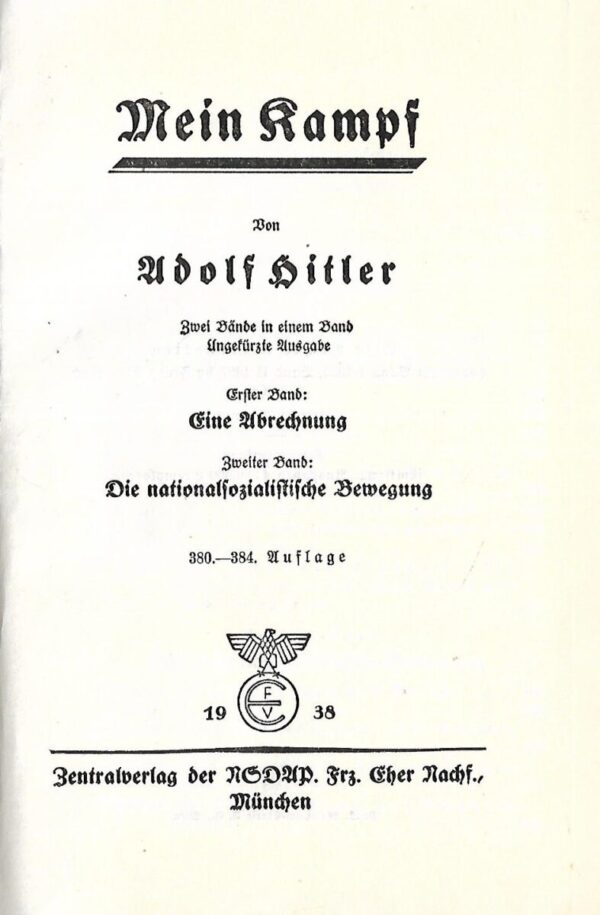 Mein Kampf
Von
Adolf Hitler
Zwei Bände in einem Band
Ungekürzte Ausgabe
Erster Band:
Eine Abrechnung
Zweiter Band:
Die nationalsozialistische Bewegung
380.—384. Auflage
F
E
V
19 38
Zentralverlag der NSDAP. Frz. Eher Nachf.,
München